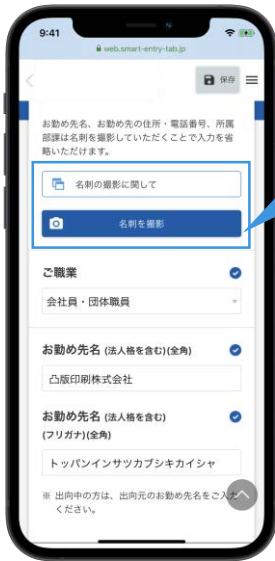 9:41
web.smart-entry-tab.jp
保存
お勤め先名、お勤め先の住所・電話番号、所属
部課は名刺を撮影していただくことで入力を省
略いただけます。
名刺の撮影に関して
名刺を撮影
ご職業
会社員・団体職員
お勤め先名 (法人格を含む)(全角)
凸版印刷株式会社
お勤め先名 (法人格を含む)
(フリガナ)(全角)
トッパンインサツカブシキカイシャ
※ 出向中の方は、出向元のお勤め先名をご入力
ください。